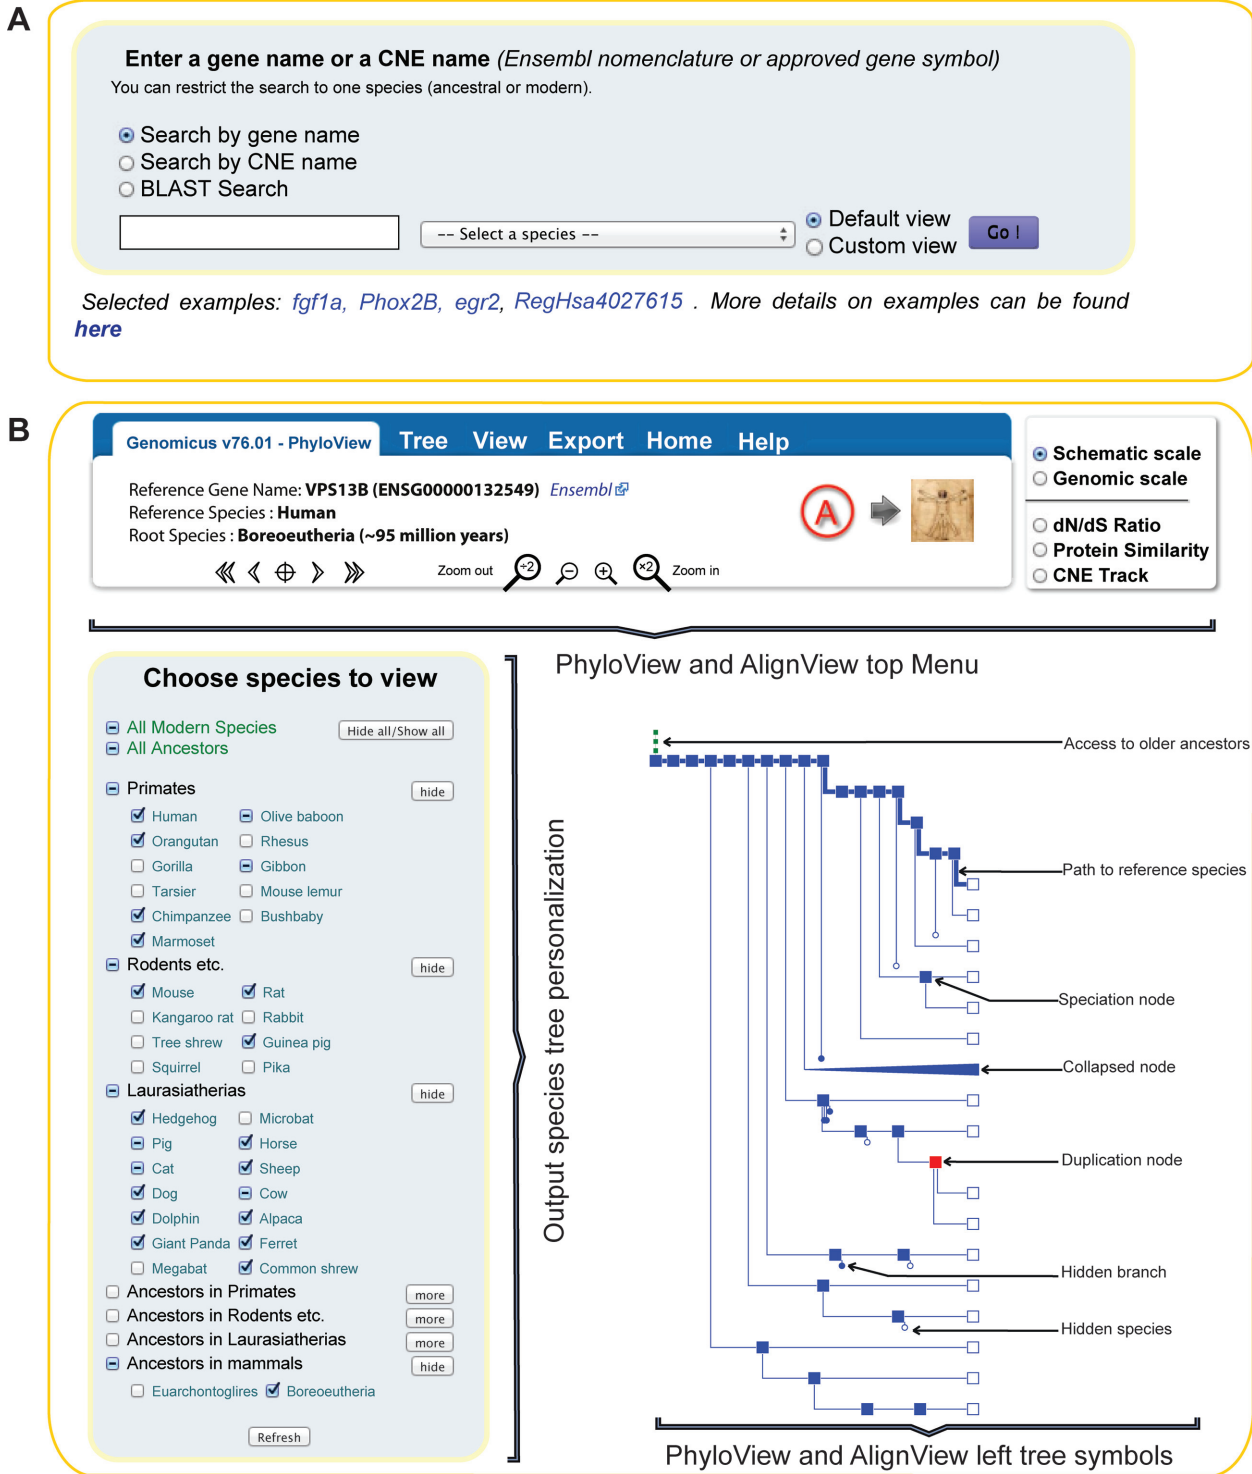 A
Enter a gene name or a CNE name (Ensembl nomenclature or approved gene symbol)
You can restrict the search to one species (ancestral or modern).
Search by gene name
Search by CNE name
BLAST Search
-- Select a species --
Default view
Custom view
Go !
Selected examples: fgf1a, Phox2B, egr2, RegHsa4027615 . More details on examples can be found
here
B
Genomicus v76.01 - PhyloView
Tree View Export Home Help
Reference Gene Name: VPS13B (ENSG00000132549) Ensembl
Reference Species : Human
Root Species : Boreoeutheria (~95 million years)
A
Zoom out ÷2 ×2 Zoom in
Schematic scale
Genomic scale
dN/dS Ratio
Protein Similarity
CNE Track
PhyloView and AlignView top Menu
Choose species to view
All Modern Species Hide all/Show all
All Ancestors
Primates hide
Human Olive baboon
Orangutan Rhesus
Gorilla Gibbon
Tarsier Mouse lemur
Chimpanzee Bushbaby
Marmoset
Rodents etc. hide
Mouse Rat
Kangaroo rat Rabbit
Tree shrew Guinea pig
Squirrel Pika
Laurasiatherias hide
Hedgehog Microbat
Pig Horse
Cat Sheep
Dog Cow
Dolphin Alpaca
Giant Panda Ferret
Megabat Common shrew
Ancestors in Primates more
Ancestors in Rodents etc. more
Ancestors in Laurasiatherias more
Ancestors in mammals hide
Euarchontoglires Boreoeutheria
Refresh
Output species tree personalization
Access to older ancestors
Path to reference species
Speciation node
Collapsed node
Duplication node
Hidden branch
Hidden species
PhyloView and AlignView left tree symbols